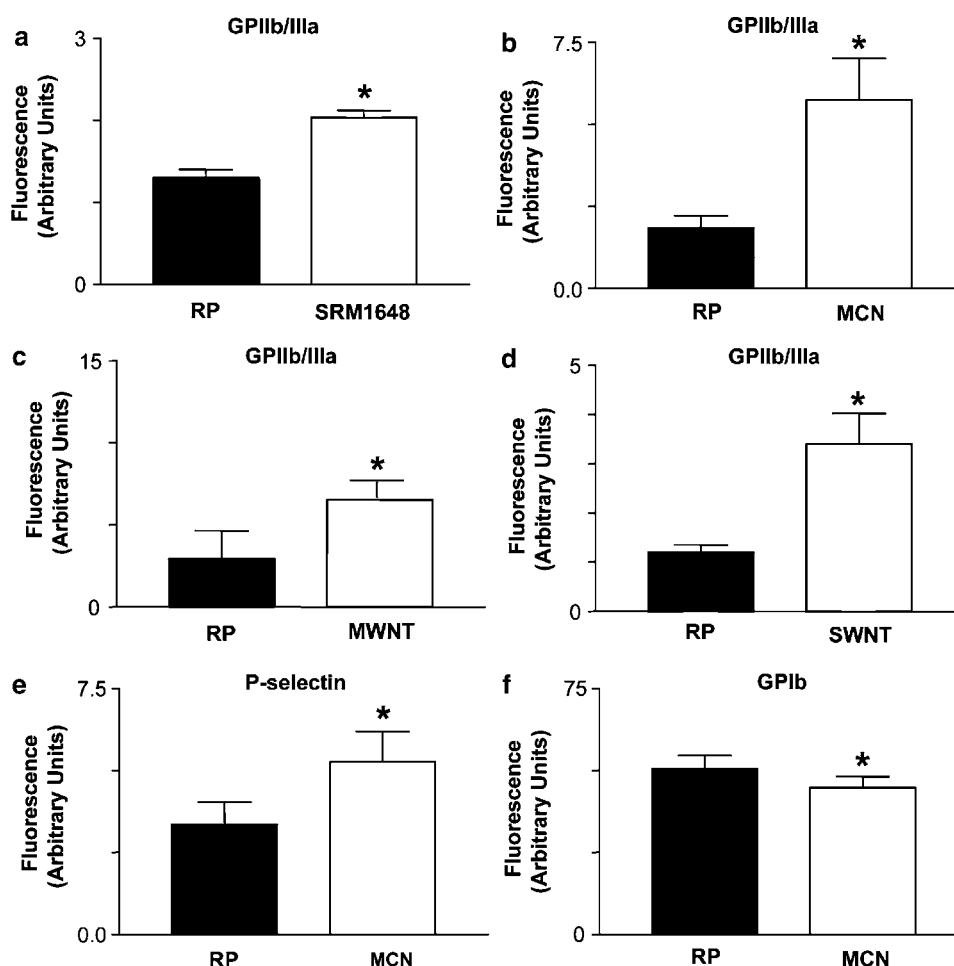 a
GPIIb/IIIa
3
Fluorescence
(Arbitrary Units)
*
0
RP
SRM1648
b
GPIIb/IIIa
7.5
Fluorescence
(Arbitrary Units)
*
0.0
RP
MCN
c
GPIIb/IIIa
15
Fluorescence
(Arbitrary Units)
*
0
RP
MWNT
d
GPIIb/IIIa
5
Fluorescence
(Arbitrary Units)
*
0
RP
SWNT
e
P-selectin
7.5
Fluorescence
(Arbitrary Units)
*
0.0
RP
MCN
f
GPIb
75
Fluorescence
(Arbitrary Units)
*
0
RP
MCN